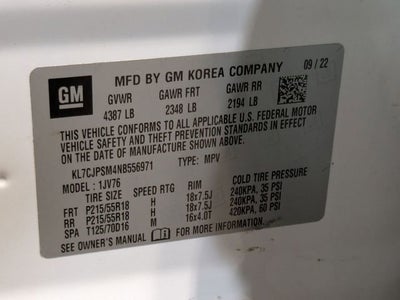 GM
MFD BY GM KOREA COMPANY 09 / 22
GVWR GAWR FRT GAWR RR
4387 LB 2348 LB 2194 LB
THIS VEHICLE CONFORMS TO ALL APPLICABLE U.S. FEDERAL MOTOR
VEHICLE SAFETY, BUMPER, AND THEFT PREVENTION STANDARDS
IN EFFECT ON THE DATE OF MANUFACTURE SHOWN ABOVE.
KL7CJPSM4NB556971 TYPE: MPV
MODEL: 1JV76
TIRE SIZE SPEED RTG RIM COLD TIRE PRESSURE
FRT P215/55R18 H 18x7.5J 240KPA, 35 PSI
RR P215/55R18 H 18x7.5J 240KPA, 35 PSI
SPA T125/70D16 M 16x4.0T 420KPA, 60 PSI
SEE OWNER'S MANUAL FOR MORE INFORMATION